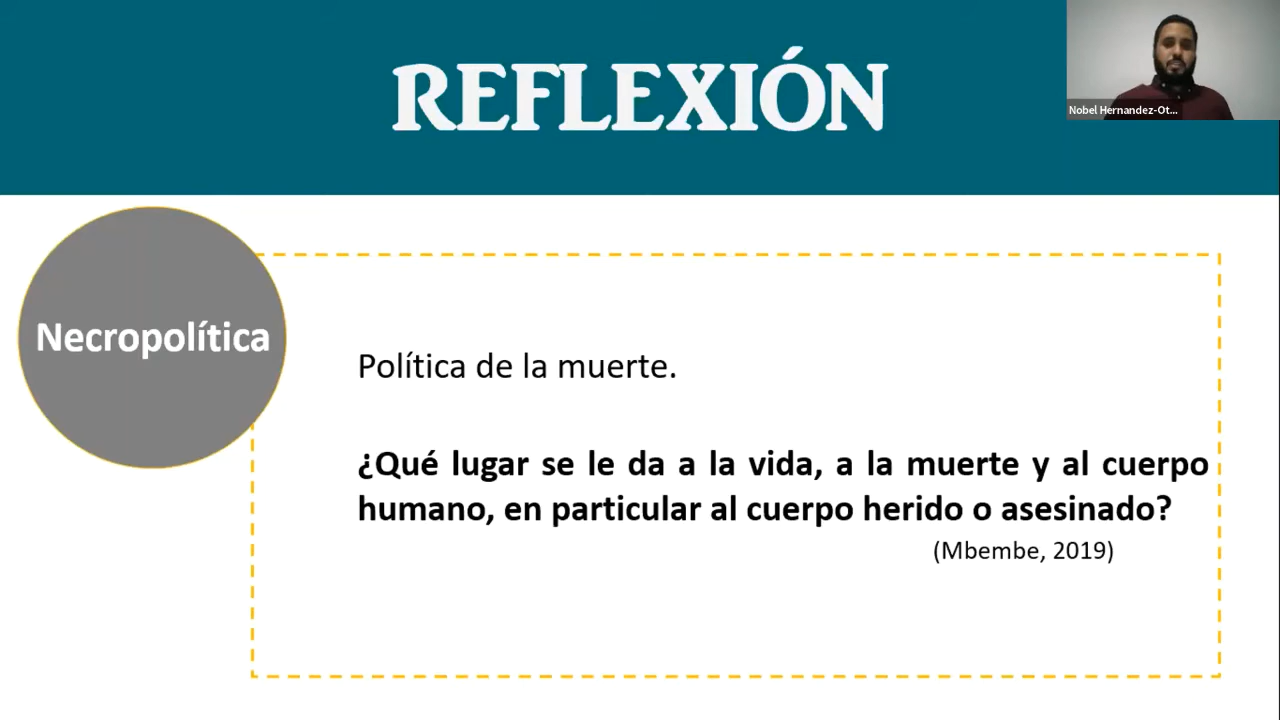 REFLEXIÓN
Nobel Hernandez-Ot...
Necropolítica
Política de la muerte.
¿Qué lugar se le da a la vida, a la muerte y al cuerpo
humano, en particular al cuerpo herido o asesinado?
(Mbembe, 2019)